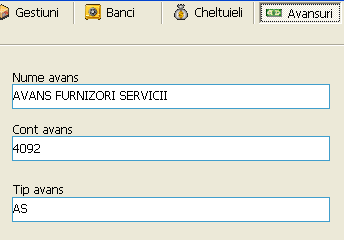 Gestiuni Banci Cheltuieli Avansuri
Nume avans
AVANS FURNIZORI SERVICII
Cont avans
4092
Tip avans
AS